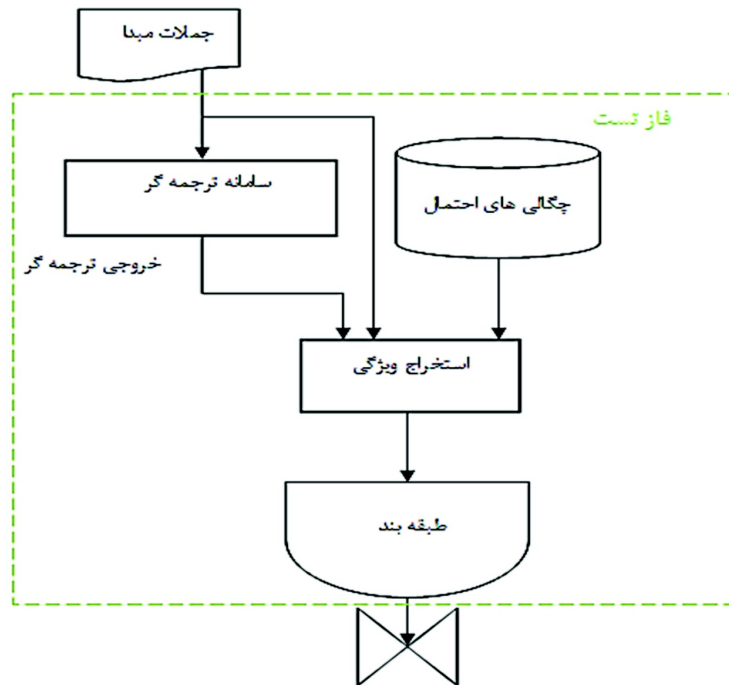 جملات مبدا
فاز تست
سامانه ترجمه گر
چگالی های احتمال
خروجی ترجمه گر
استخراج ویژگی
طبقه بند